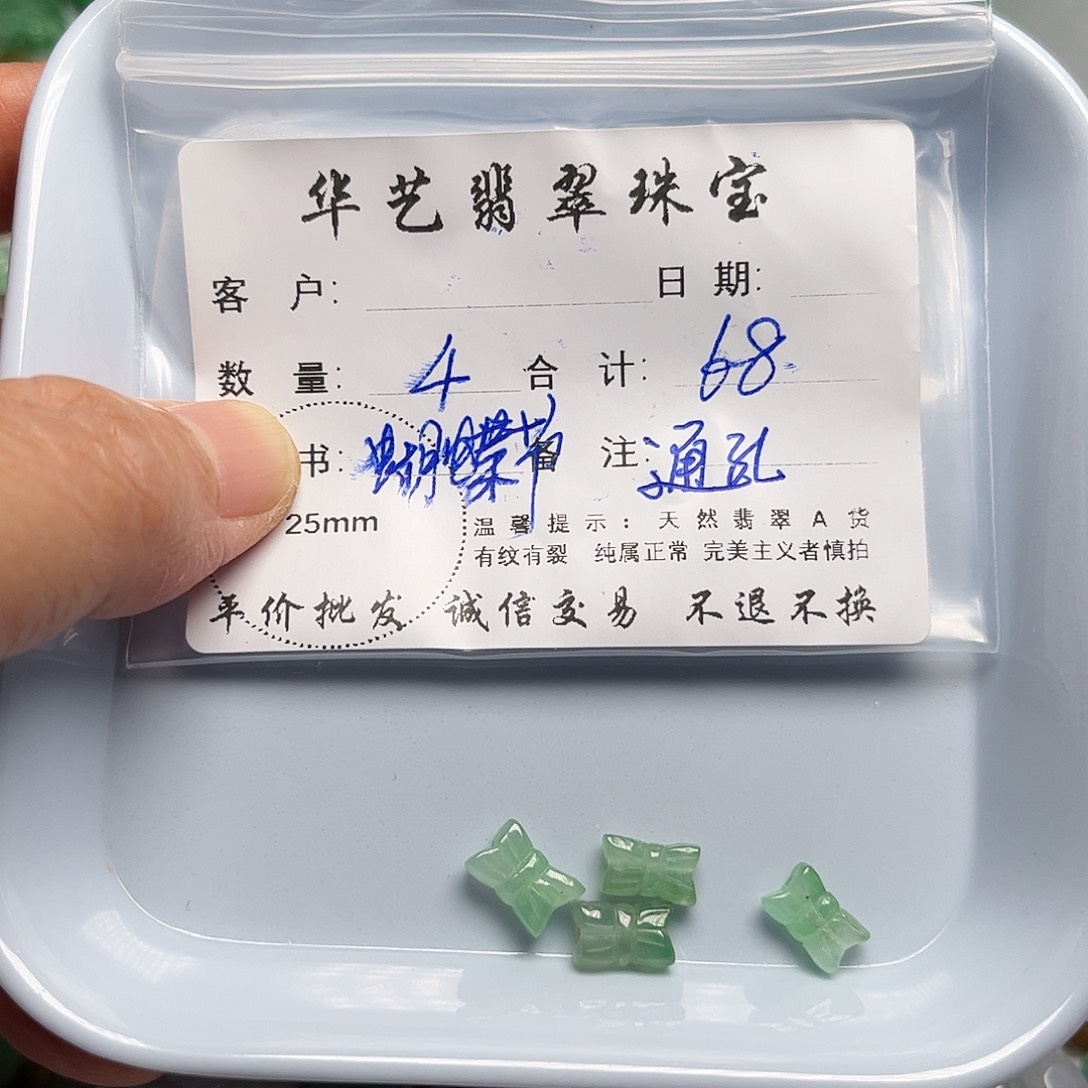 华艺翡翠珠宝
客 户： 日 期：
数 量：4 合 计：68
书：蝴蝶节 备 注：通孔
25mm 温馨提示：天然翡翠A货
有纹有裂 纯属正常 完美主义者慎拍
平价批发 诚信交易 不退不换